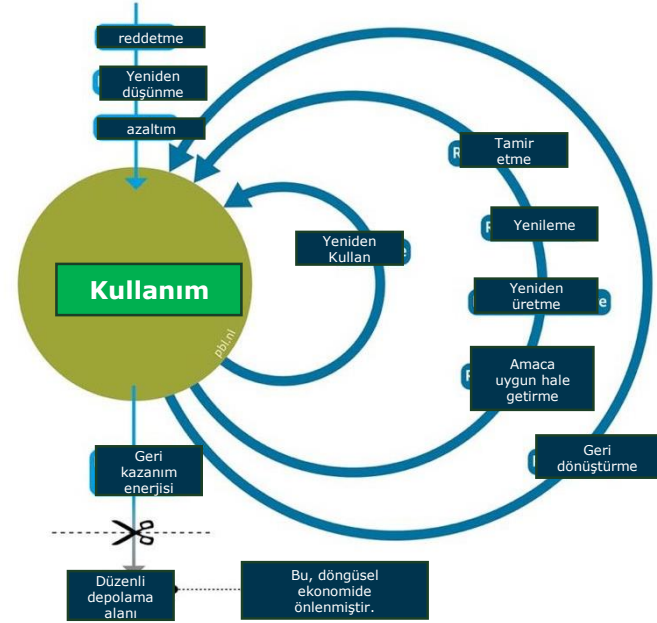 reddetme
Yeniden
düşünme
azaltım
Tamir
etme
Yenileme
Yeniden
Kullan
Kullanım
Yeniden
üretme
pbl.nl
Amaca
uygun hale
getirme
Geri
dönüştürme
Geri
kazanım
enerjisi
Düzenli
depolama
alanı
Bu, döngüsel
ekonomide
önlenmiştir.